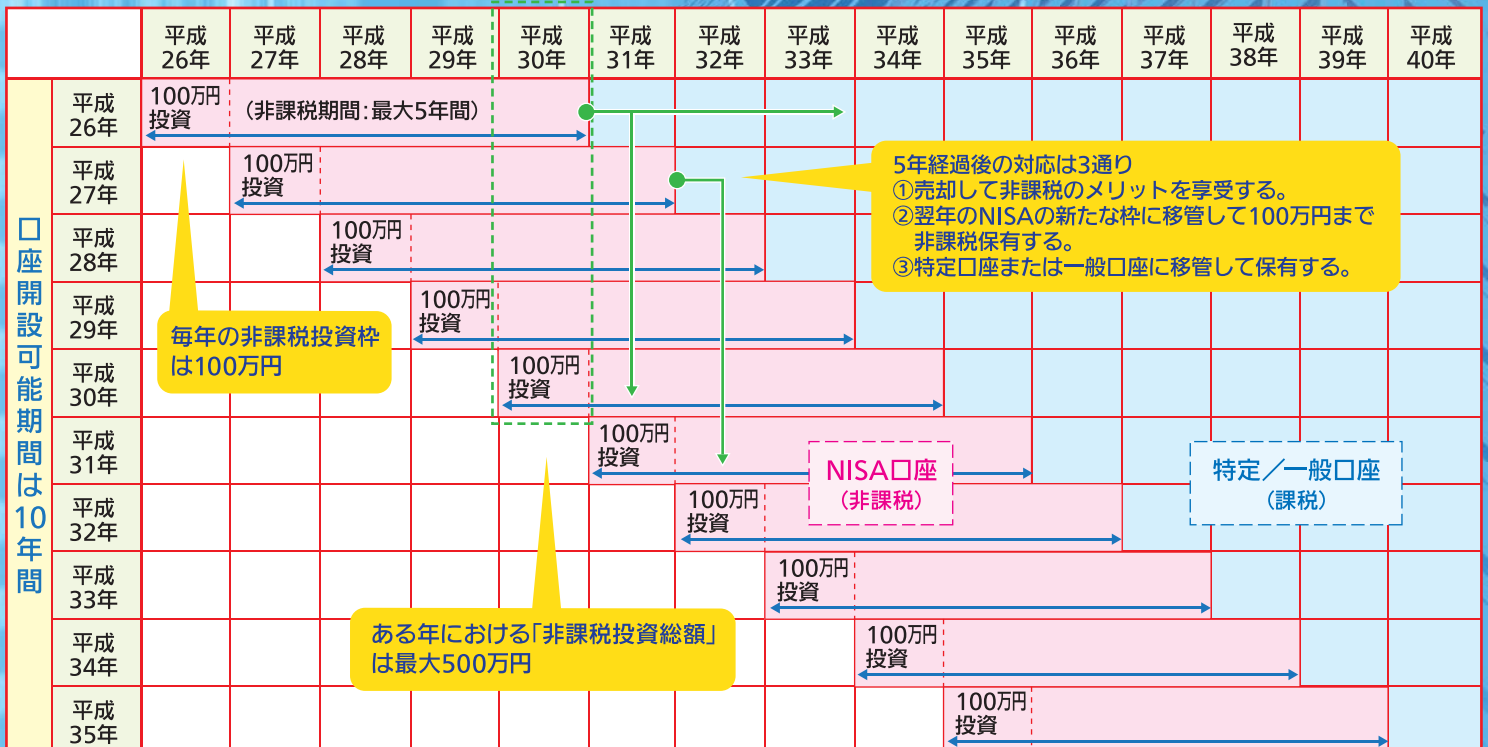 平成
26年
平成
27年
平成
28年
平成
29年
平成
30年
平成
31年
平成
32年
平成
33年
平成
34年
平成
35年
平成
36年
平成
37年
平成
38年
平成
39年
平成
40年
口座開設可能期間は10年間
平成
26年
100万円
投資
（非課税期間：最大5年間）
平成
27年
100万円
投資
5年経過後の対応は3通り
①売却して非課税のメリットを享受する。
②翌年のNISAの新たな枠に移管して100万円まで
非課税保有する。
③特定口座または一般口座に移管して保有する。
平成
28年
100万円
投資
平成
29年
100万円
投資
毎年の非課税投資枠
は100万円
平成
30年
100万円
投資
平成
31年
100万円
投資
NISA口座
（非課税）
特定／一般口座
（課税）
平成
32年
100万円
投資
平成
33年
100万円
投資
ある年における「非課税投資総額」
は最大500万円
平成
34年
100万円
投資
平成
35年
100万円
投資